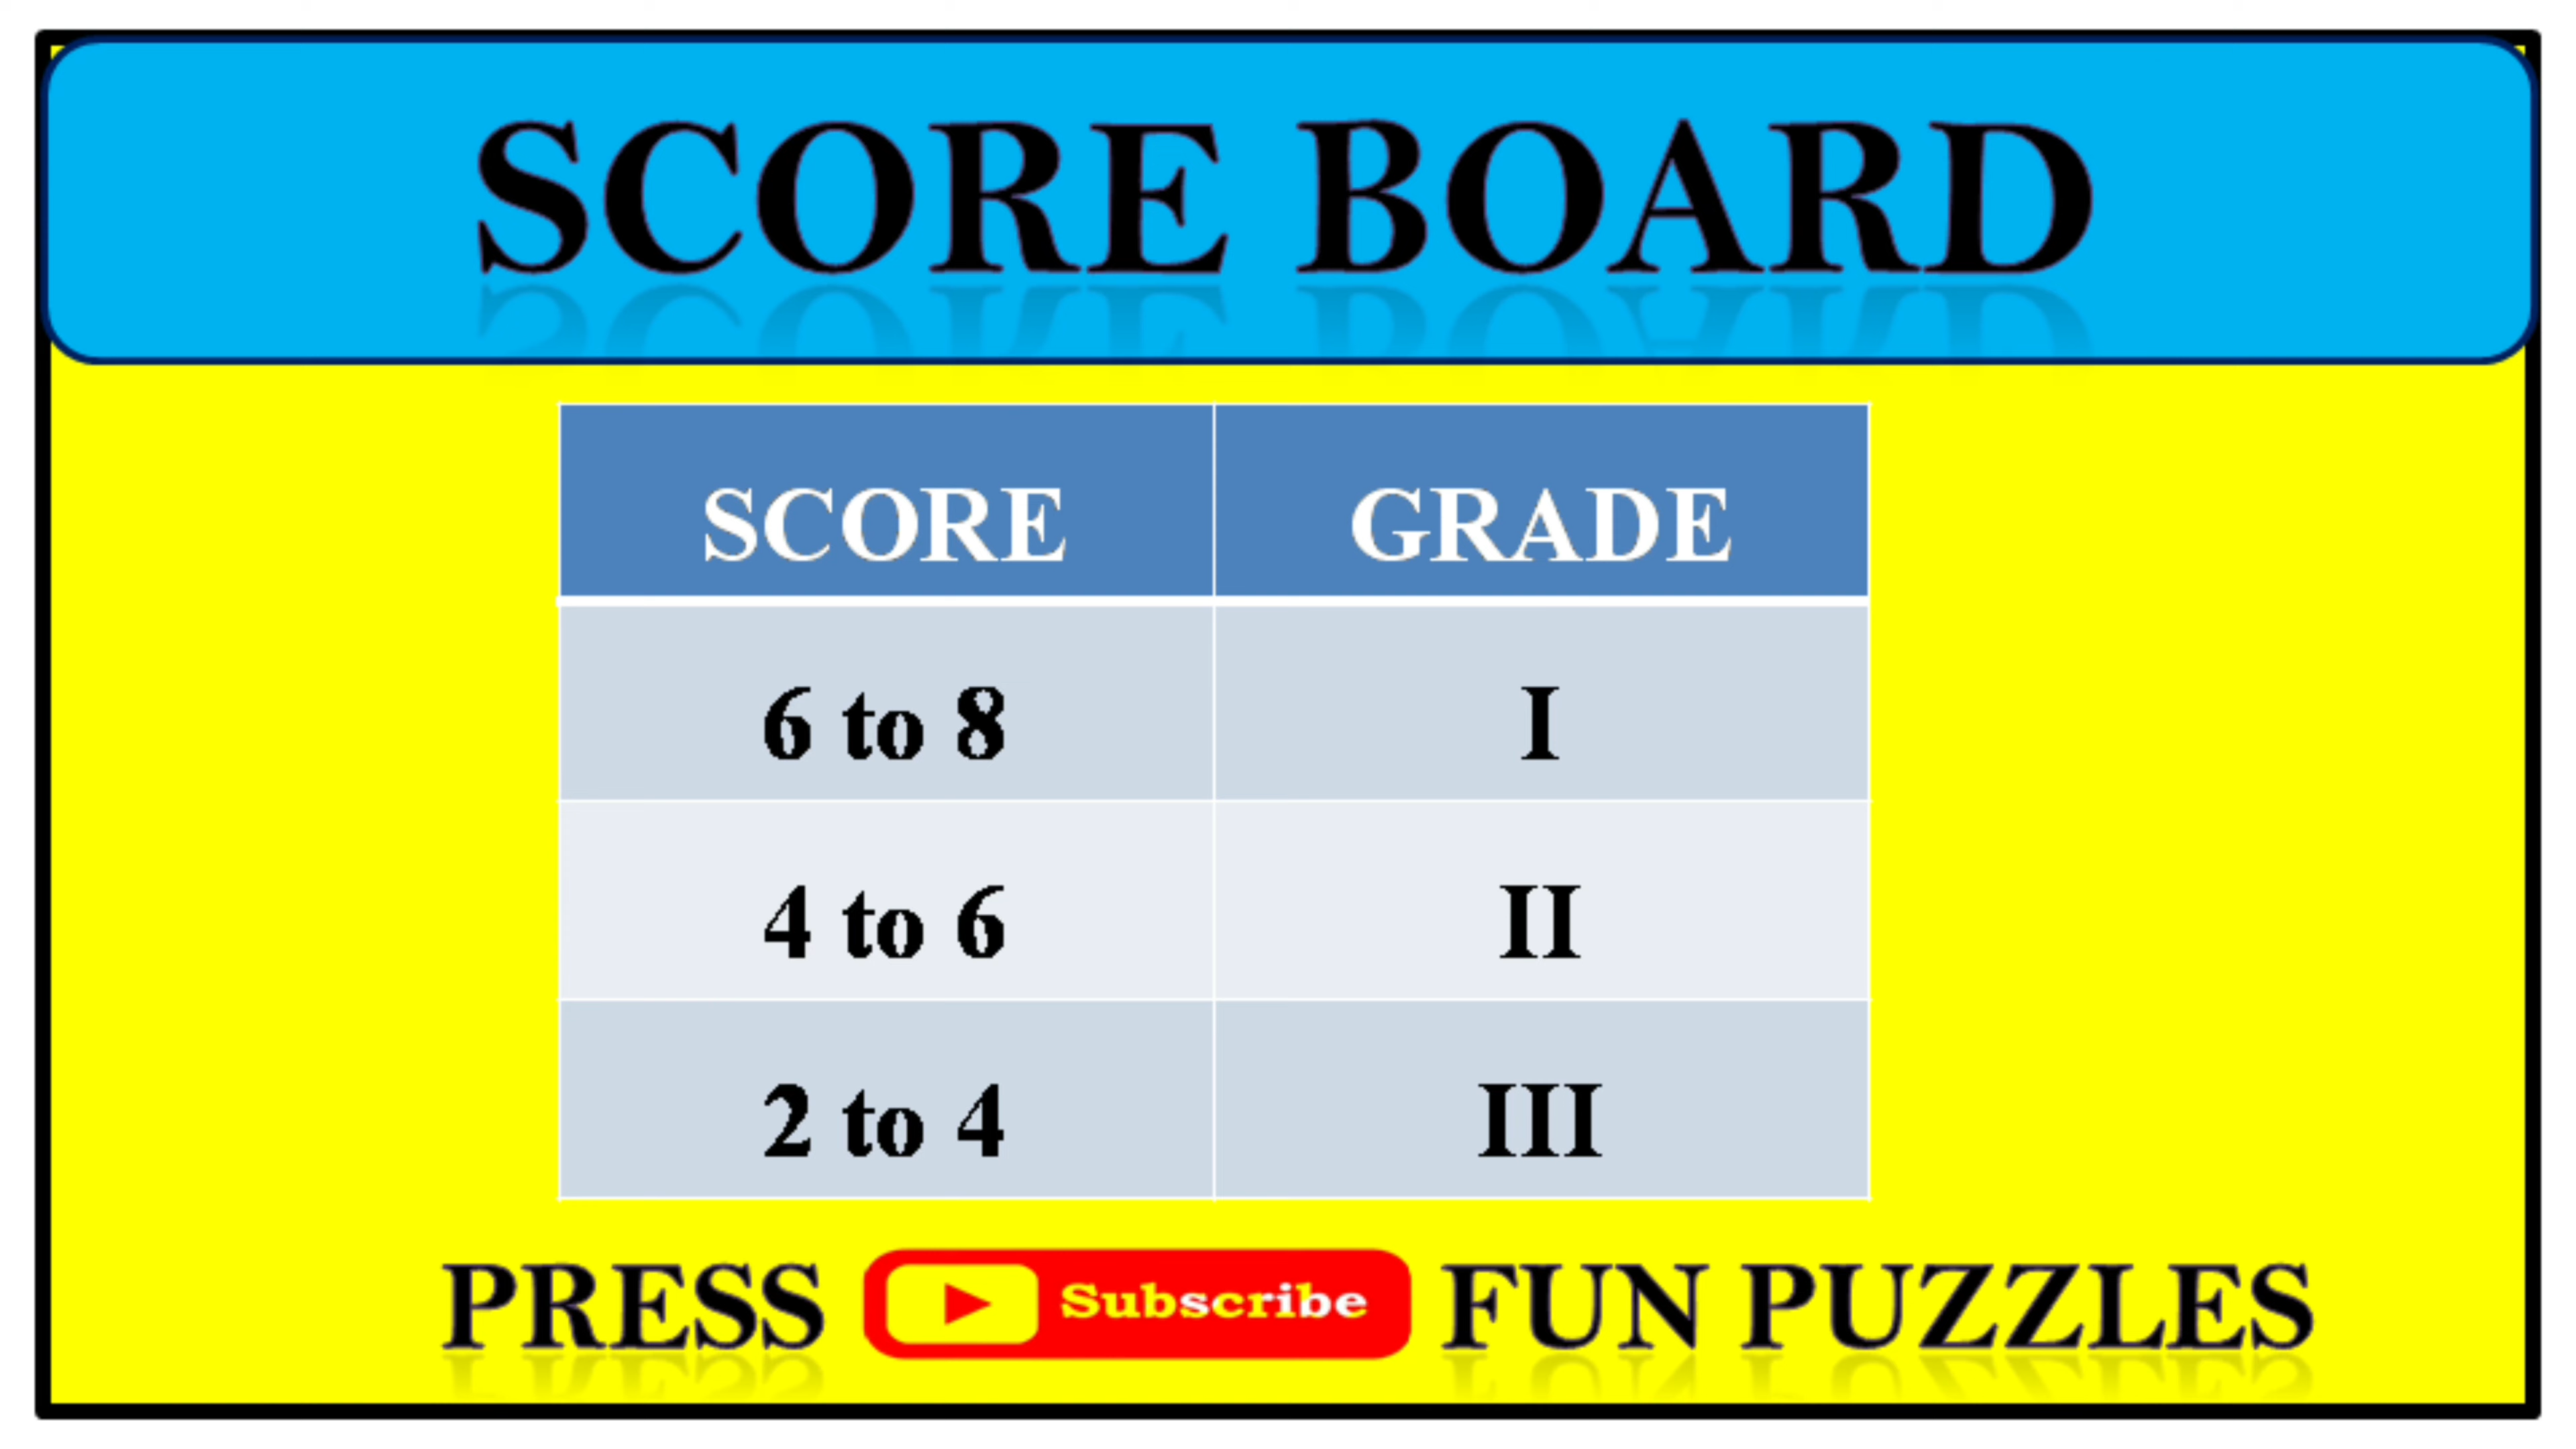 SCORE BOARD
SCORE GRADE
6 to 8 I
4 to 6 II
2 to 4 III
PRESS Subscribe FUN PUZZLES